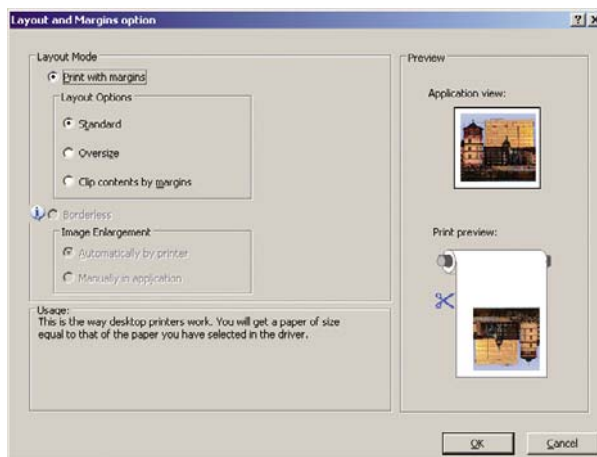 Layout and Margins option
Layout Mode
Print with margins
Layout Options
Standard
Oversize
Clip contents by margins
Borderless
Image Enlargement
Automatically by printer
Manually in application
Usage:
This is the way desktop printers work. You will get a paper of size
equal to that of the paper you have selected in the driver.
Preview
Application view:
Print preview:
OK
Cancel